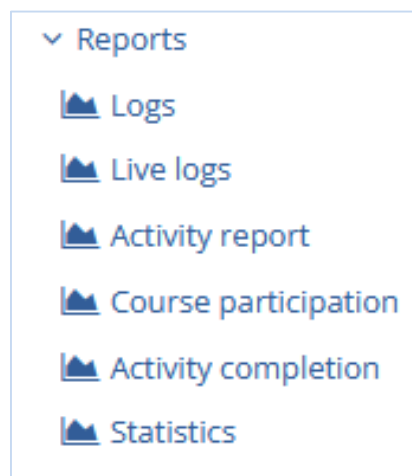 Reports
Logs
Live logs
Activity report
Course participation
Activity completion
Statistics